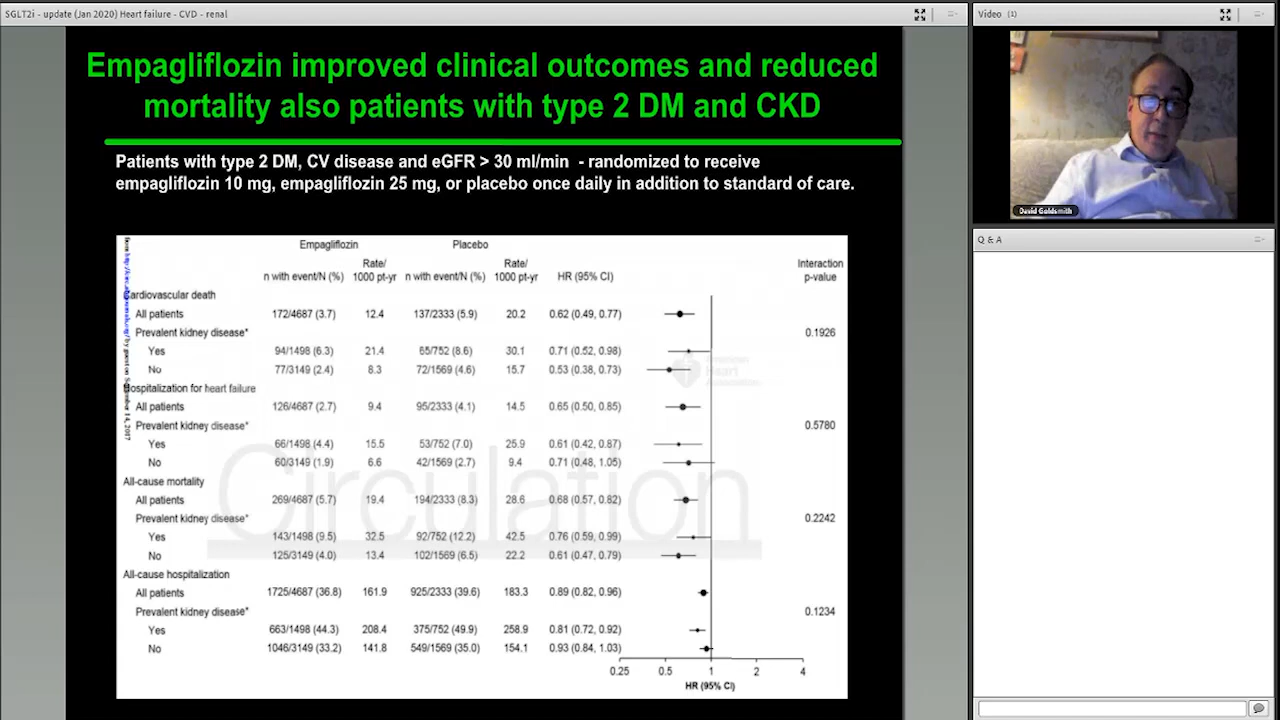 SGLT2i - update (Jan 2020) Heart failure - CVD - renal
Empagliflozin improved clinical outcomes and reduced
mortality also patients with type 2 DM and CKD
Patients with type 2 DM, CV disease and eGFR > 30 ml/min - randomized to receive
empagliflozin 10 mg, empagliflozin 25 mg, or placebo once daily in addition to standard of care.
Empagliflozin Placebo
Rate/ Rate/ Interaction
n with event/N (%) 1000 pt-yr n with event/N (%) 1000 pt-yr HR (95% CI) p-value
Cardiovascular death
All patients 172/4687 (3.7) 12.4 137/2333 (5.9) 20.2 0.62 (0.49, 0.77)
Prevalent kidney disease* 0.1926
Yes 94/1498 (6.3) 21.4 65/752 (8.6) 30.1 0.71 (0.52, 0.98)
No 77/3149 (2.4) 8.3 72/1569 (4.6) 15.7 0.53 (0.38, 0.73)
Hospitalization for heart failure
All patients 126/4687 (2.7) 9.4 95/2333 (4.1) 14.5 0.65 (0.50, 0.85)
Prevalent kidney disease* 0.5780
Yes 66/1498 (4.4) 15.5 53/752 (7.0) 25.9 0.61 (0.42, 0.87)
No 60/3149 (1.9) 6.6 42/1569 (2.7) 9.4 0.71 (0.48, 1.05)
All-cause mortality
All patients 269/4687 (5.7) 19.4 194/2333 (8.3) 28.6 0.68 (0.57, 0.82)
Prevalent kidney disease* 0.2242
Yes 143/1498 (9.5) 32.5 92/752 (12.2) 42.5 0.76 (0.59, 0.99)
No 125/3149 (4.0) 13.4 102/1569 (6.5) 22.2 0.61 (0.47, 0.79)
All-cause hospitalization
All patients 1725/4687 (36.8) 161.9 925/2333 (39.6) 183.3 0.89 (0.82, 0.96)
Prevalent kidney disease* 0.1234
Yes 663/1498 (44.3) 208.4 375/752 (49.9) 258.9 0.81 (0.72, 0.92)
No 1046/3149 (33.2) 141.8 549/1569 (35.0) 154.1 0.93 (0.84, 1.03)
0.25 0.5 1 2 4
HR (95% CI)
Circulation
American
Heart
Association
Video (1)
David Goldsmith
Q & A